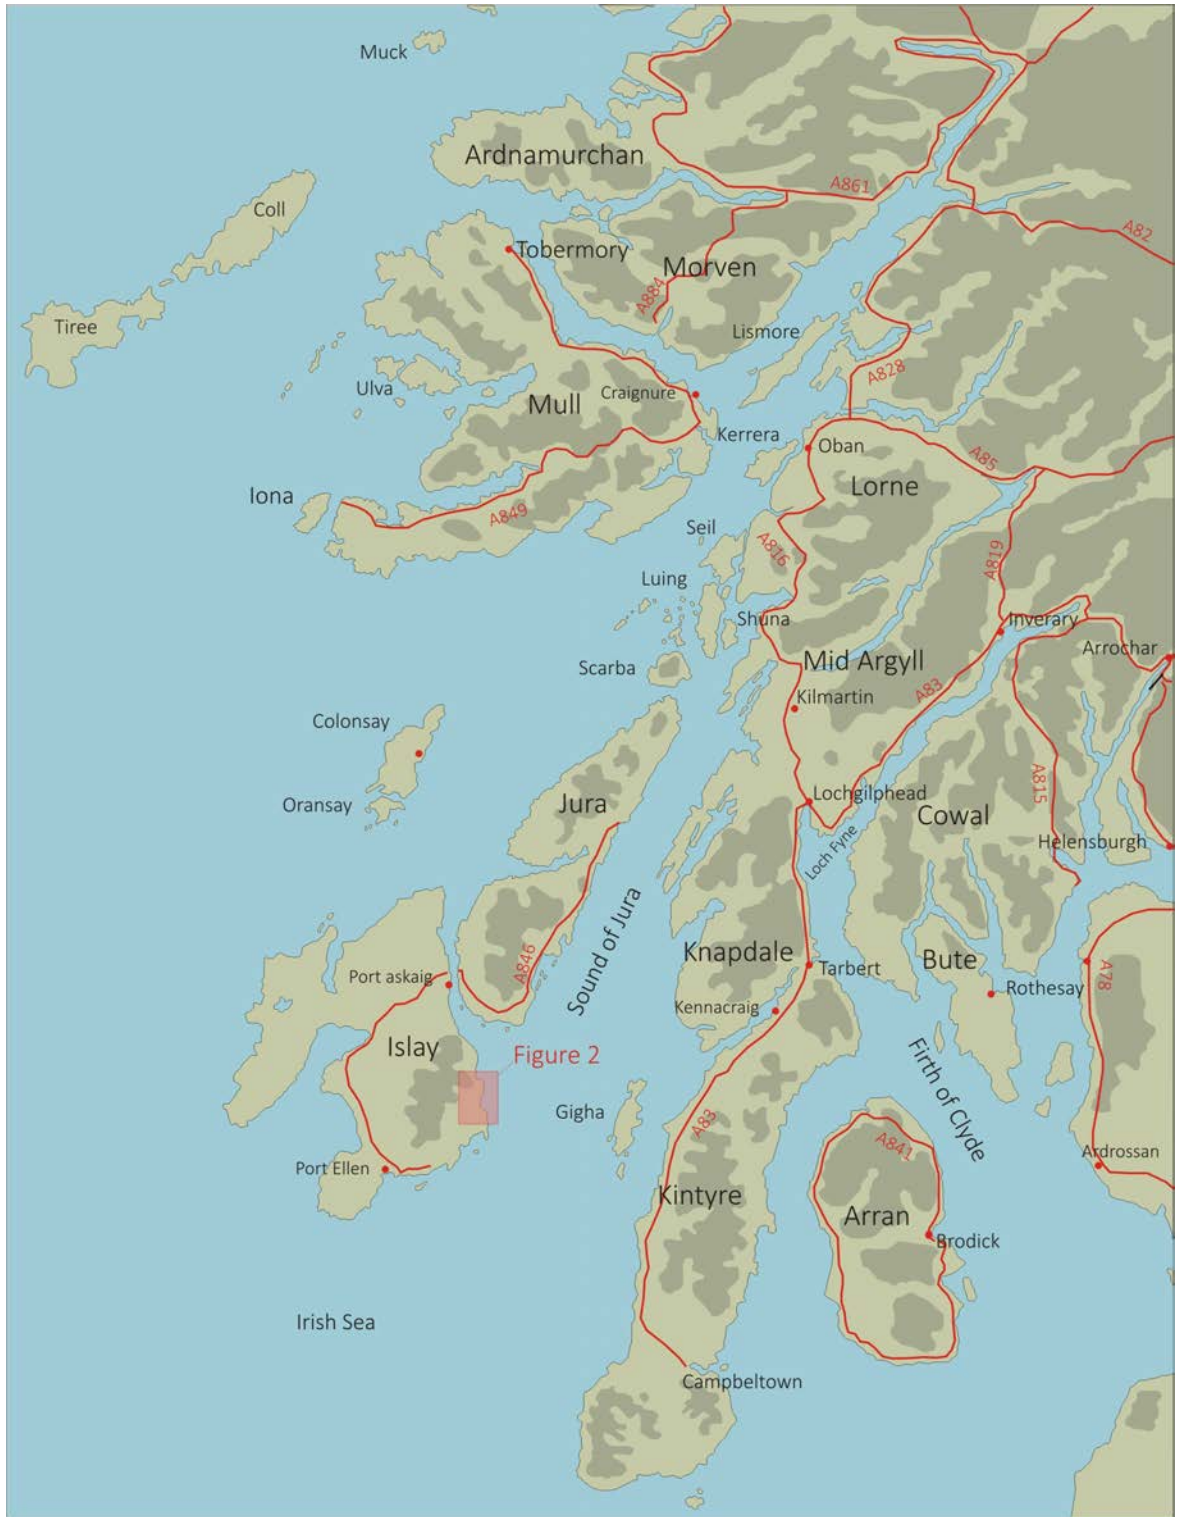 Muck
Ardnamurchan
A861
Coll
A82
Tobermory
Morven
A884
Tiree
Lismore
A828
Ulva
Craignure
Mull
Kerrera
Oban
A85
Lorne
Iona
A849
Seil
A816
A819
Luing
Shuna
Inverary
Arrochar
Scarba
Mid Argyll
A83
Kilmartin
Colonsay
A815
Oransay
Jura
Lochgilphead
Cowal
Loch Fyne
Helensburgh
Sound of Jura
A846
Knapdale
Bute
Port askaig
Tarbert
A78
Rothesay
Kennacraig
Islay
Figure 2
Firth of Clyde
Gigha
A83
A841
Ardrossan
Port Ellen
Kintyre
Arran
Brodick
Irish Sea
Campbeltown